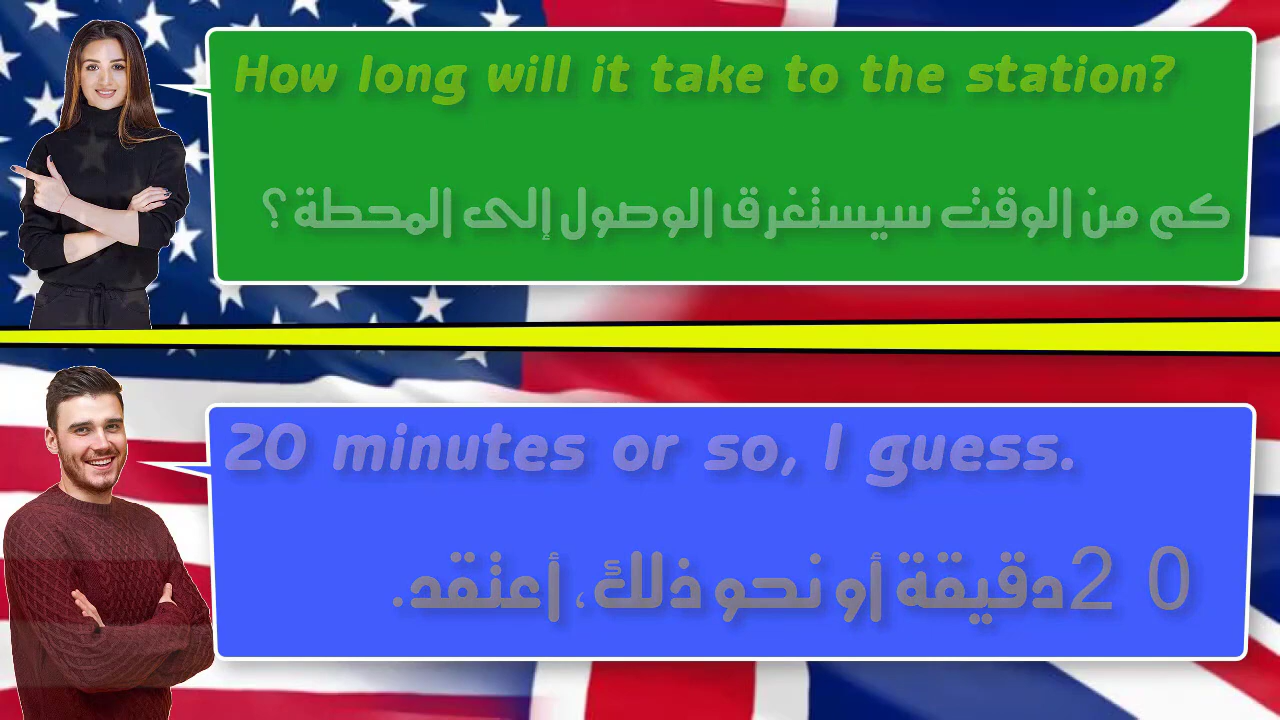 How long will it take to the station?
كم من الوقت سيستغرق الوصول إلى المحطة؟
20 minutes or so, I guess.
20 دقيقة أو نحو ذلك، أعتقد.